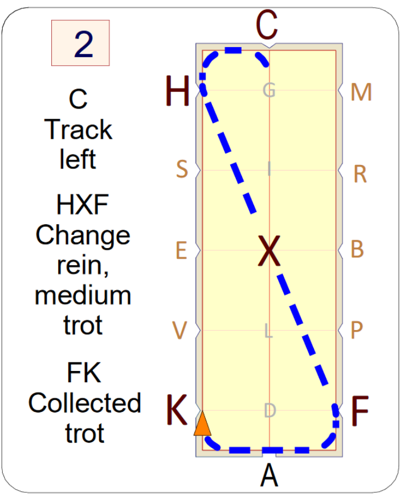 2
C
Track
left
HXF
Change
rein,
medium
trot
FK
Collected
trot
C
H G M
S I R
E X B
V L P
K D F
A